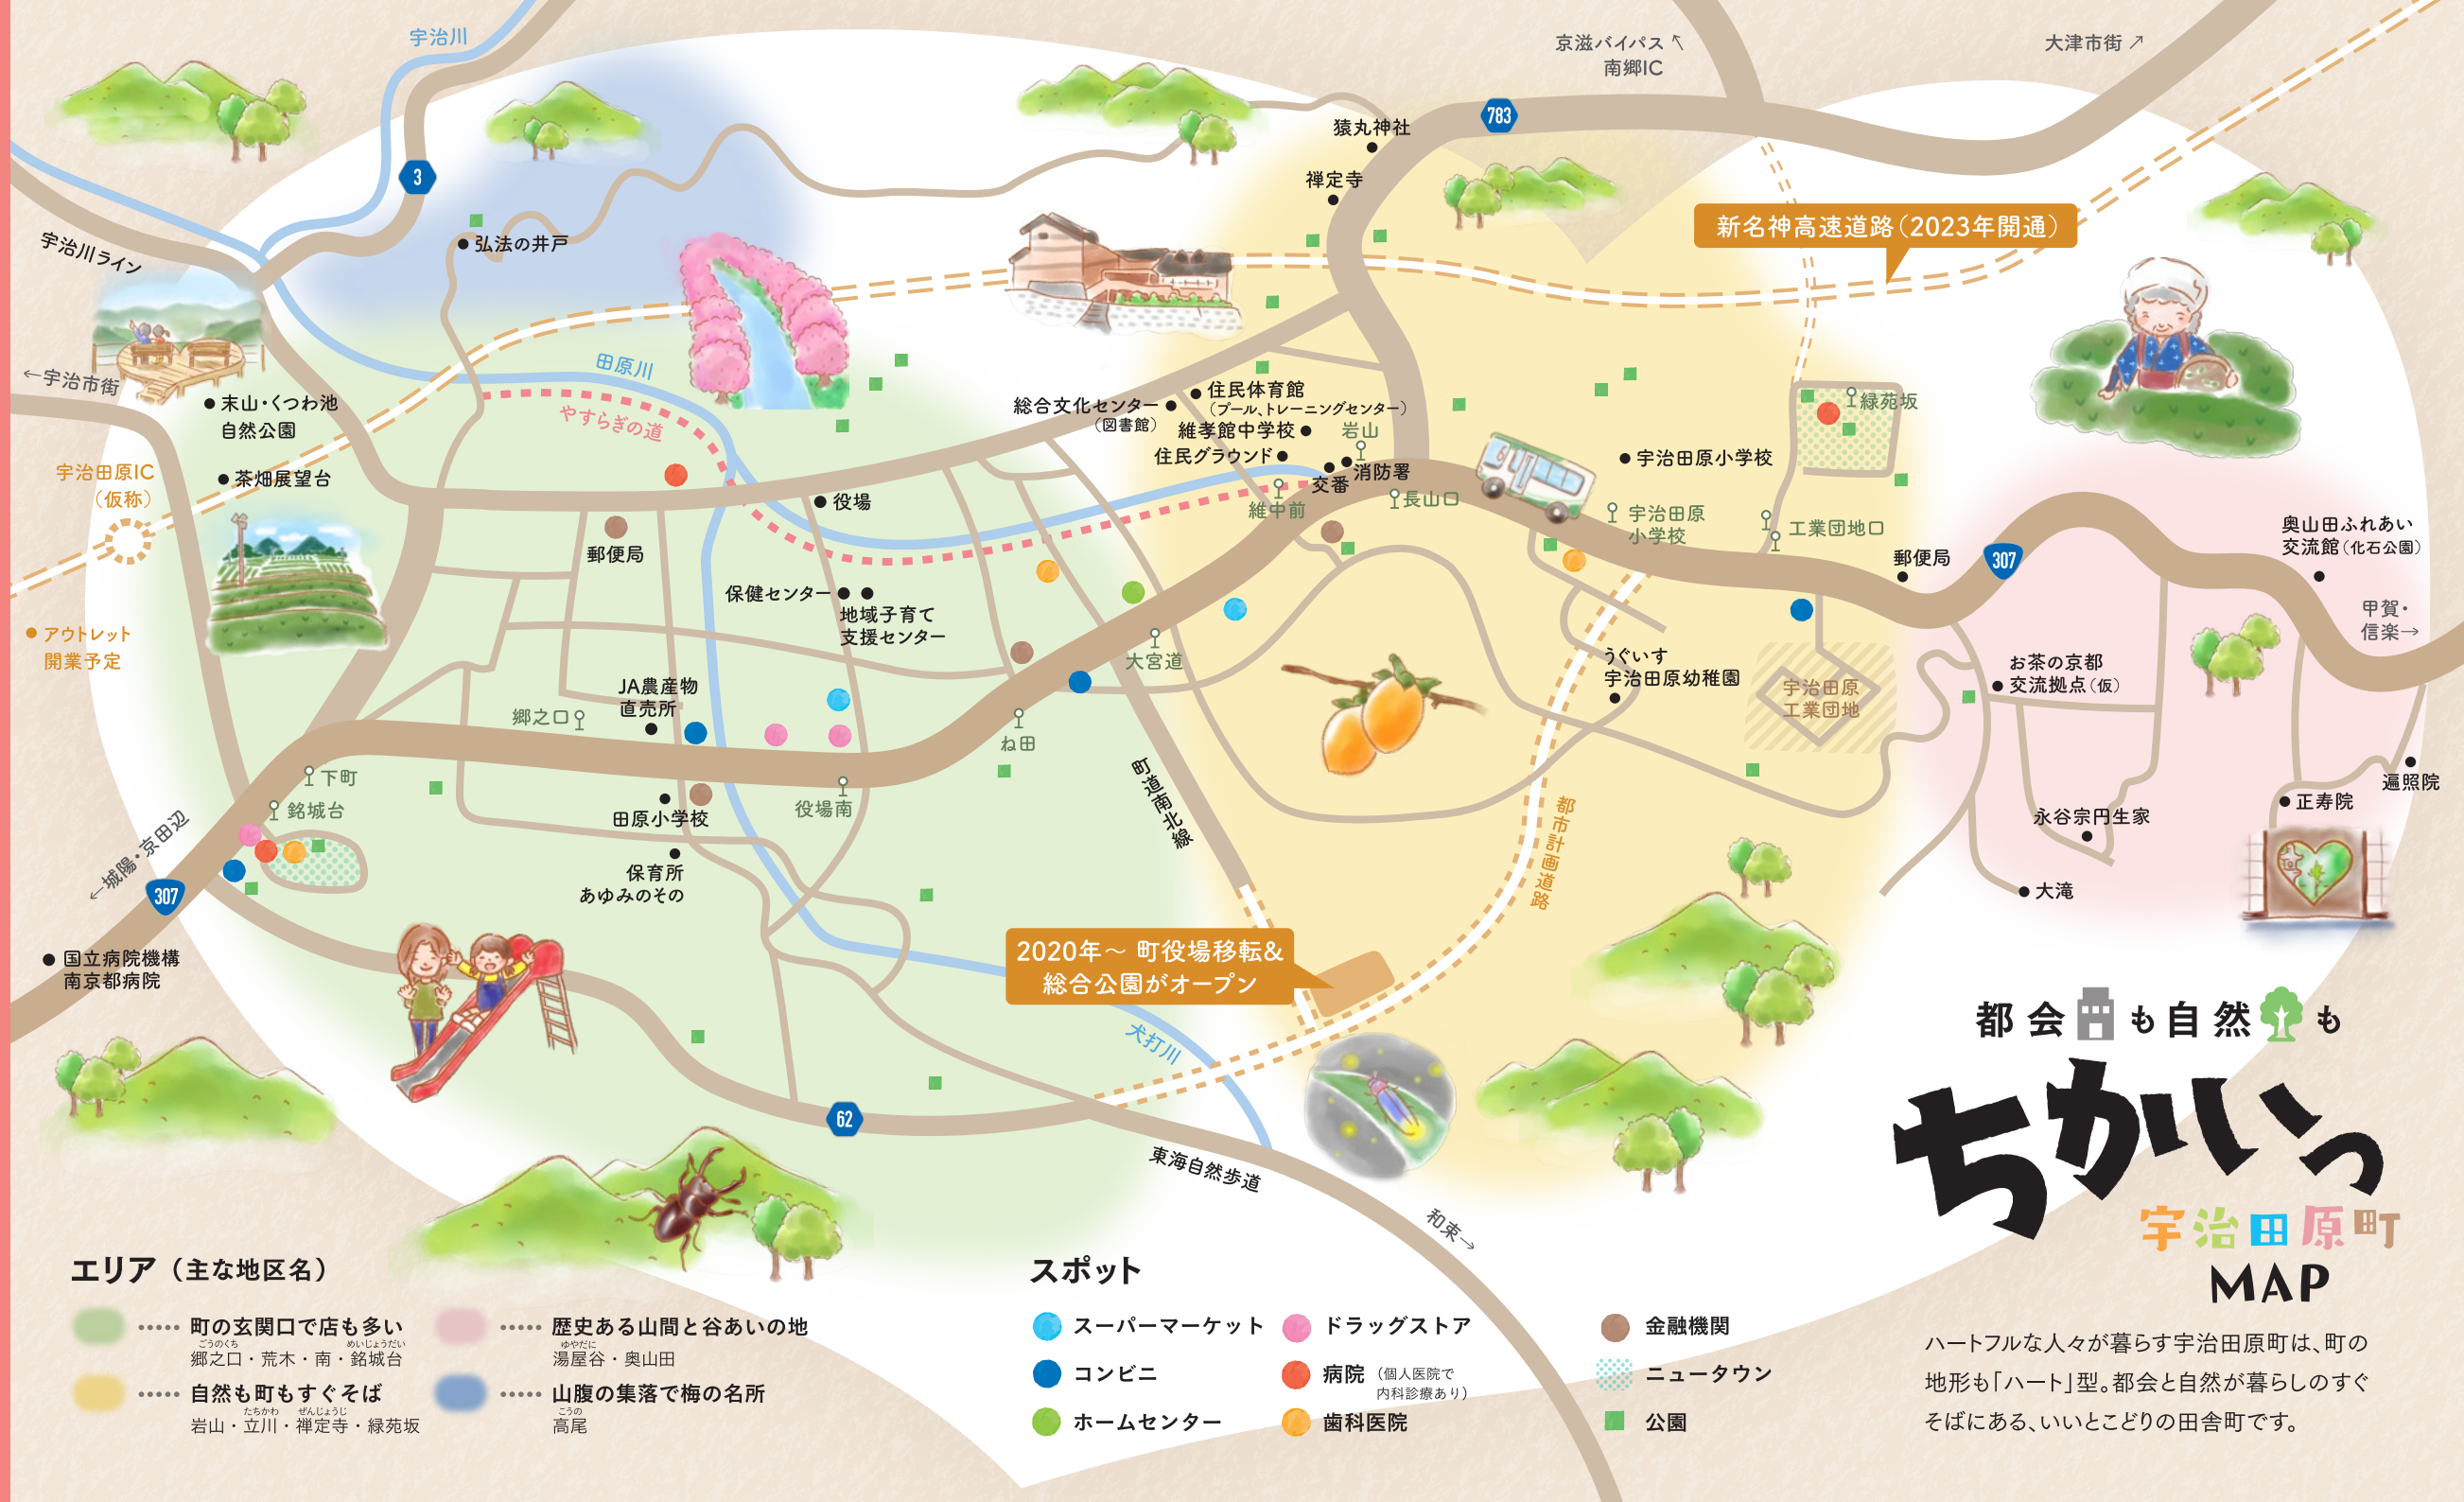 宇治川
京滋バイパス↖
南郷IC
大津市街↗
783
猿丸神社
禅定寺
3
弘法の井戸
宇治川ライン
新名神高速道路（2023年開通）
←宇治市街
田原川
やすらぎの道
末山・くつわ池
自然公園
茶畑展望台
宇治田原IC
（仮称）
アウトレット
開業予定
総合文化センター
（図書館）
住民体育館
（プール、トレーニングセンター）
維孝館中学校
岩山
住民グラウンド
消防署
交番
維中前
長山口
緑苑坂
宇治田原小学校
宇治田原
小学校
工業団地口
郵便局
307
奥山田ふれあい
交流館（化石公園）
甲賀・
信楽→
役場
郵便局
保健センター
地域子育て
支援センター
大宮道
JA農産物
直売所
郷之口
ね田
町道南北線
うぐいす
宇治田原幼稚園
宇治田原
工業団地
お茶の京都
交流拠点（仮）
下町
銘城台
役場南
田原小学校
保育所
あゆみのその
都市計画道路
永谷宗円生家
大滝
正寿院
遍照院
←城陽・京田辺
307
国立病院機構
南京都病院
2020年〜 町役場移転&
総合公園がオープン
犬打川
62
東海自然歩道
和束→
都会も自然も
ちかいっ
宇治田原町
MAP
ハートフルな人々が暮らす宇治田原町は、町の
地形も「ハート」型。都会と自然が暮らしのすぐ
そばにある、いいとこどりの田舎町です。
エリア（主な地区名）
町の玄関口で店も多い
ごうのくち めいじょうだい
郷之口・荒木・南・銘城台
自然も町もすぐそば
たちかわ ぜんじょうじ
岩山・立川・禅定寺・緑苑坂
歴史ある山間と谷あいの地
ゆやだに
湯屋谷・奥山田
山腹の集落で梅の名所
こうの
高尾
スポット
スーパーマーケット
コンビニ
ホームセンター
ドラッグストア
病院（個人医院で
内科診療あり）
歯科医院
金融機関
ニュータウン
公園